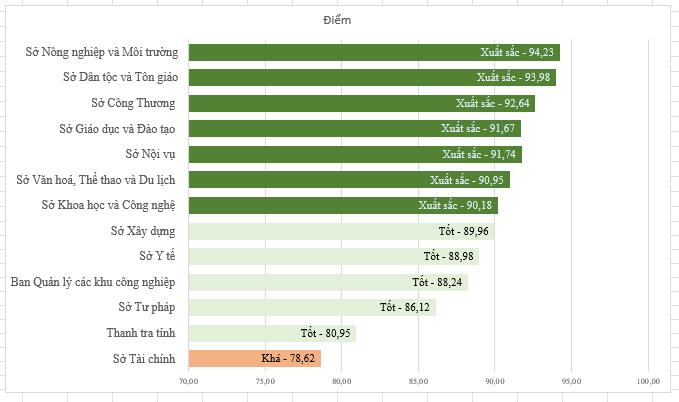 Điểm
Sở Nông nghiệp và Môi trường Xuất sắc - 94,23
Sở Dân tộc và Tôn giáo Xuất sắc - 93,98
Sở Công Thương Xuất sắc - 92,64
Sở Giáo dục và Đào tạo Xuất sắc - 91,67
Sở Nội vụ Xuất sắc - 91,74
Sở Văn hoá, Thể thao và Du lịch Xuất sắc - 90,95
Sở Khoa học và Công nghệ Xuất sắc - 90,18
Sở Xây dựng Tốt - 89,96
Sở Y tế Tốt - 88,98
Ban Quản lý các khu công nghiệp Tốt - 88,24
Sở Tư pháp Tốt - 86,12
Thanh tra tỉnh Tốt - 80,95
Sở Tài chính Khá - 78,62
70,00 75,00 80,00 85,00 90,00 95,00 100,00